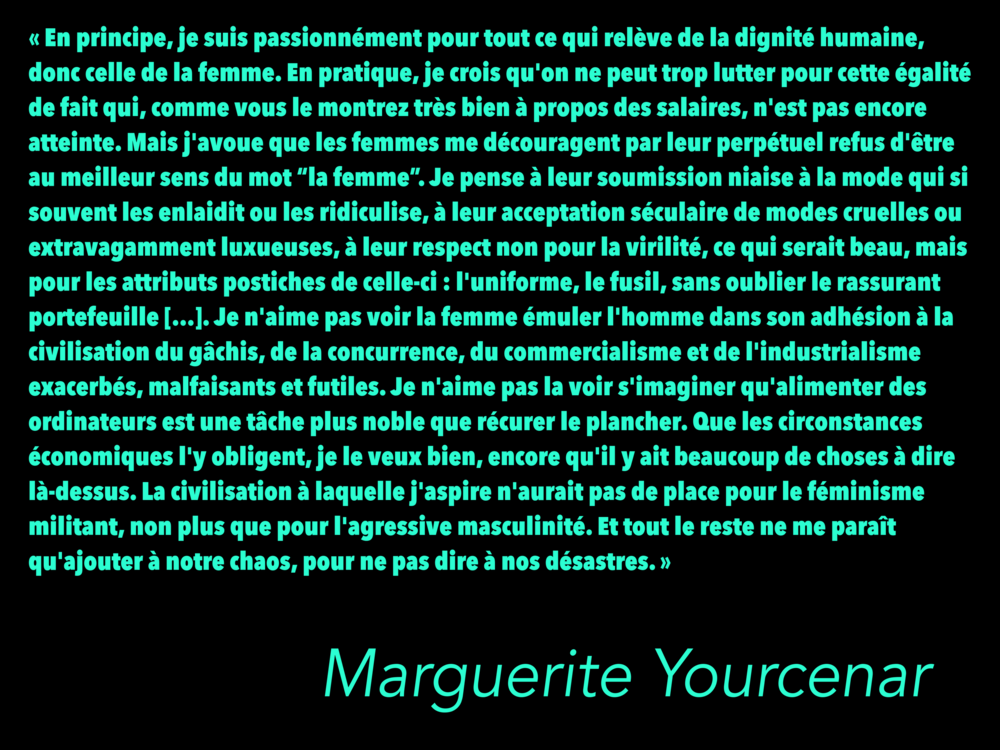 « En principe, je suis passionnément pour tout ce qui relève de la dignité humaine,
donc celle de la femme. En pratique, je crois qu'on ne peut trop lutter pour cette égalité
de fait qui, comme vous le montrez très bien à propos des salaires, n'est pas encore
atteinte. Mais j'avoue que les femmes me découragent par leur perpétuel refus d'être
au meilleur sens du mot “la femme”. Je pense à leur soumission niaise à la mode qui si
souvent les enlaidit ou les ridiculise, à leur acceptation séculaire de modes cruelles ou
extravagamment luxueuses, à leur respect non pour la virilité, ce qui serait beau, mais
pour les attributs postiches de celle-ci : l'uniforme, le fusil, sans oublier le rassurant
portefeuille [...]. Je n'aime pas voir la femme émuler l'homme dans son adhésion à la
civilisation du gâchis, de la concurrence, du commercialisme et de l'industrialisme
exacerbés, malfaisants et futiles. Je n'aime pas la voir s'imaginer qu'alimenter des
ordinateurs est une tâche plus noble que récurer le plancher. Que les circonstances
économiques l'y obligent, je le veux bien, encore qu'il y ait beaucoup de choses à dire
là-dessus. La civilisation à laquelle j'aspire n'aurait pas de place pour le féminisme
militant, non plus que pour l'agressive masculinité. Et tout le reste ne me paraît
qu'ajouter à notre chaos, pour ne pas dire à nos désastres. »
Marguerite Yourcenar